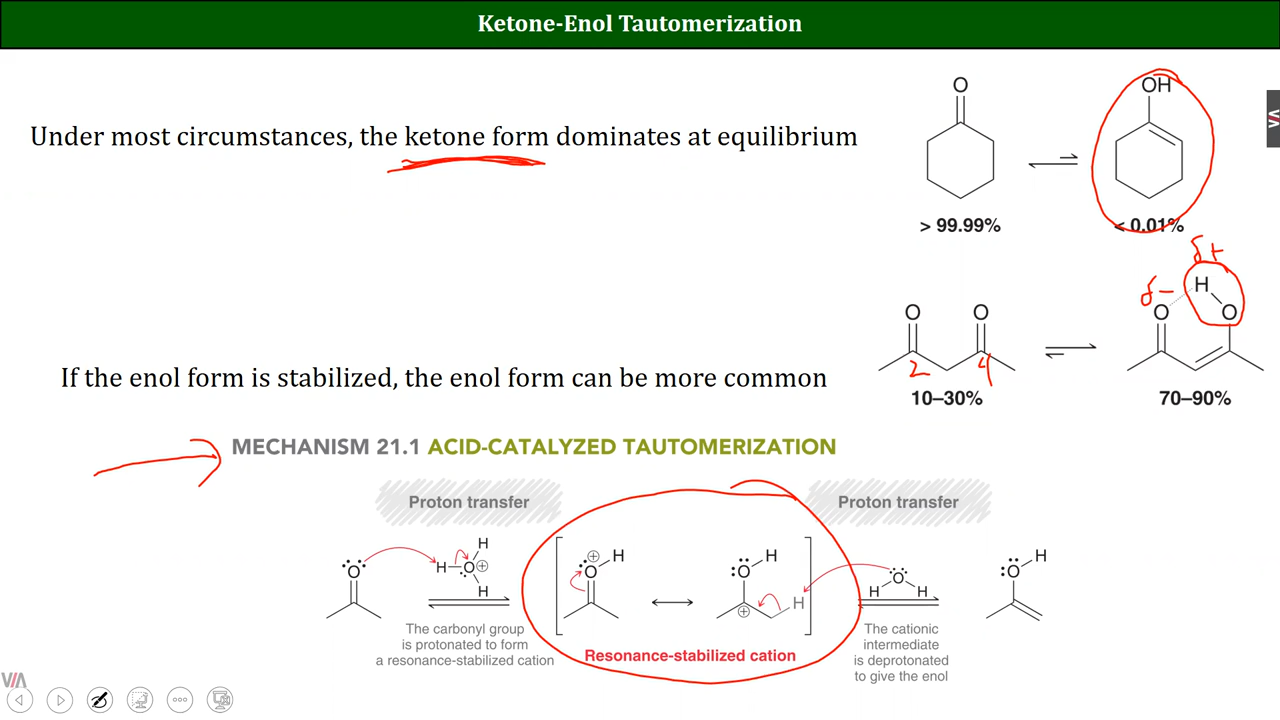 Ketone-Enol Tautomerization
O
OH
Under most circumstances, the ketone form dominates at equilibrium
> 99.99%
< 0.01%
δ+
δ-
H
O O
O O
2 4
If the enol form is stabilized, the enol form can be more common
10–30%
70–90%
MECHANISM 21.1 ACID-CATALYZED TAUTOMERIZATION
Proton transfer
Proton transfer
O
H
H–O⊕
H
⊕
O H
O H
⊕
H
O
H H
O H
The carbonyl group
is protonated to form
a resonance-stabilized cation
Resonance-stabilized cation
The cationic
intermediate
is deprotonated
to give the enol
VIA